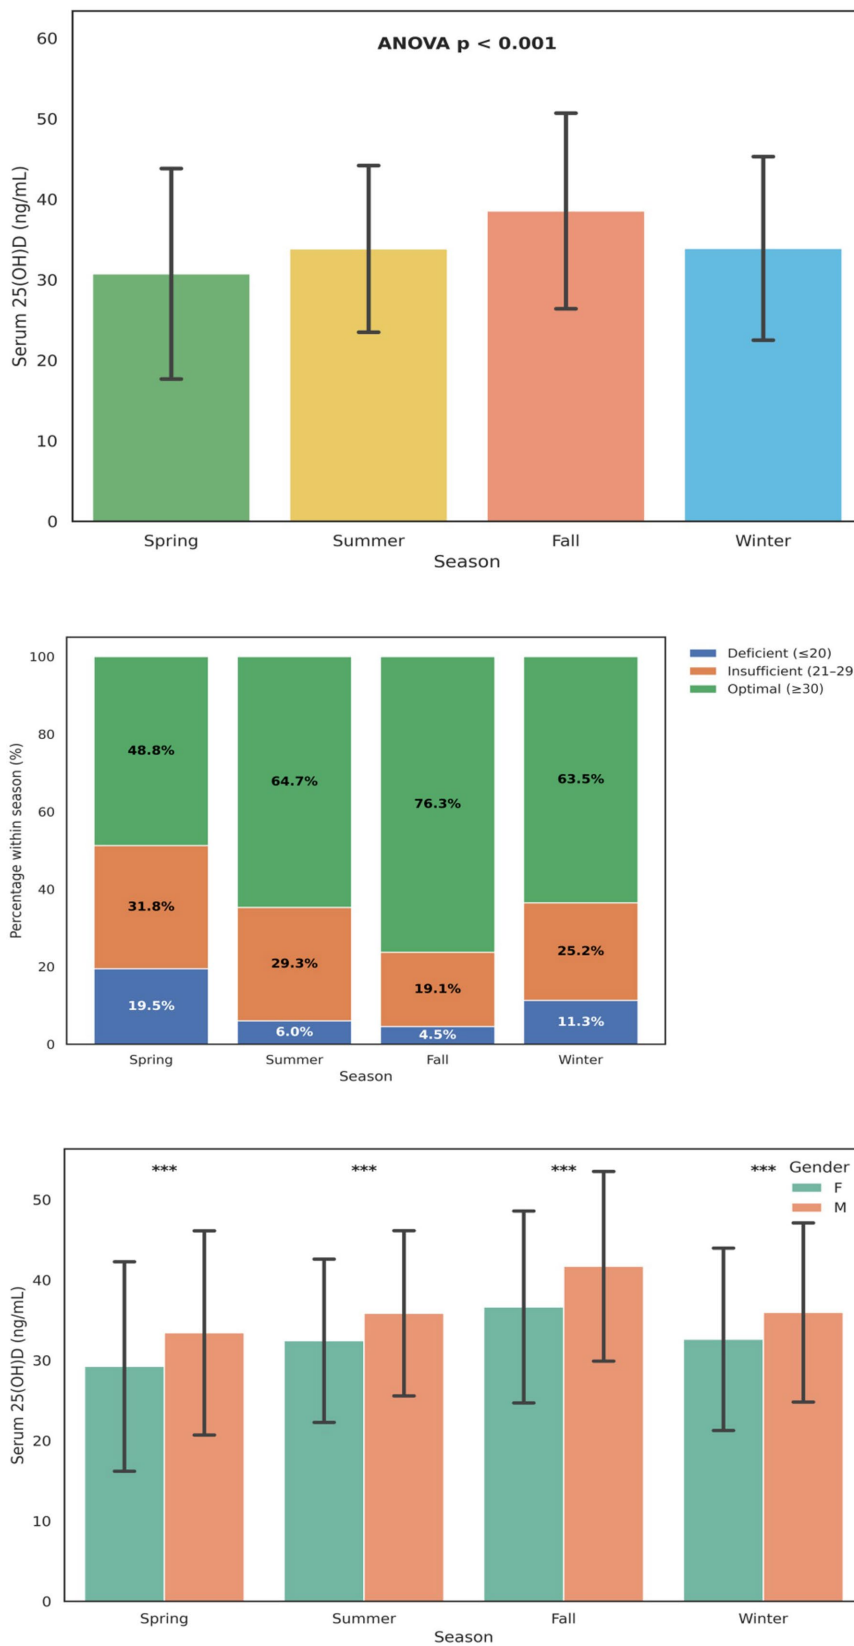 ANOVA p < 0.001
60
50
40
30
20
10
0
Serum 25(OH)D (ng/mL)
Spring Summer Fall Winter
Season
Deficient (≤20)
Insufficient (21–29
Optimal (≥30)
100
80
60
40
20
0
Percentage within season (%)
48.8% 64.7% 76.3% 63.5%
31.8% 29.3% 19.1% 25.2%
19.5% 6.0% 4.5% 11.3%
Spring Summer Fall Winter
Season
*** *** *** ***
Gender
F
M
50
40
30
20
10
0
Serum 25(OH)D (ng/mL)
Spring Summer Fall Winter
Season